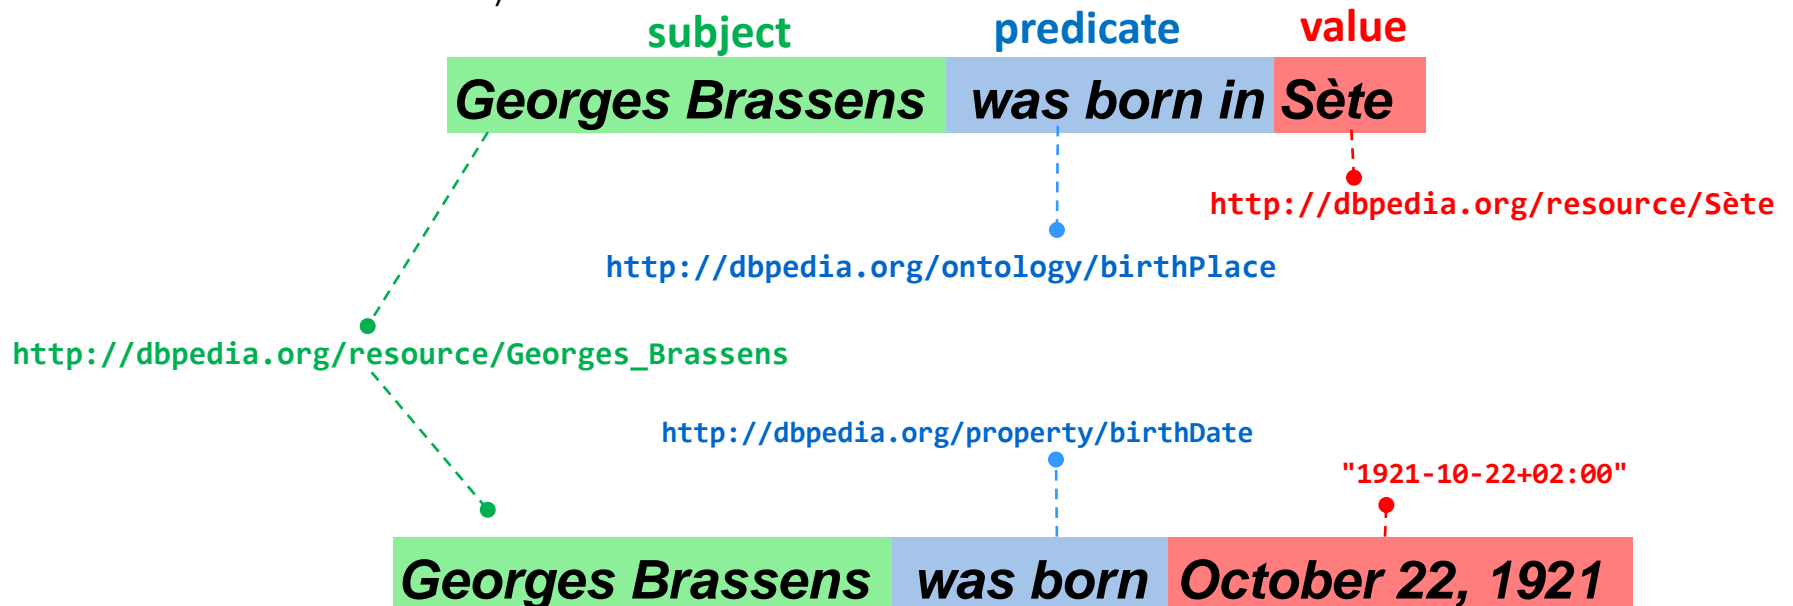 subject predicate value
Georges Brassens was born in Sète
http://dbpedia.org/resource/Sète
http://dbpedia.org/ontology/birthPlace
http://dbpedia.org/resource/Georges_Brassens
http://dbpedia.org/property/birthDate
"1921-10-22+02:00"
Georges Brassens was born October 22, 1921